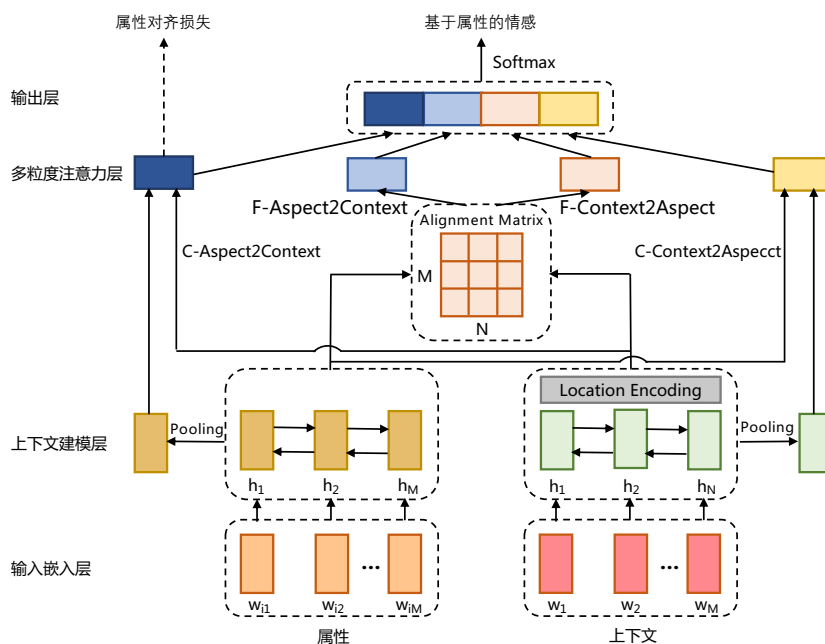 属性对齐损失 基于属性的情感
Softmax
输出层
多粒度注意力层
F-Aspect2Context F-Context2Aspect
Alignment Matrix
C-Aspect2Context C-Context2Aspecct
M
N
Location Encoding
Pooling Pooling
上下文建模层
h1 h2 hM h1 h2 hN
输入嵌入层 ... ...
wi1 wi2 wiM w1 w2 wM
属性 上下文